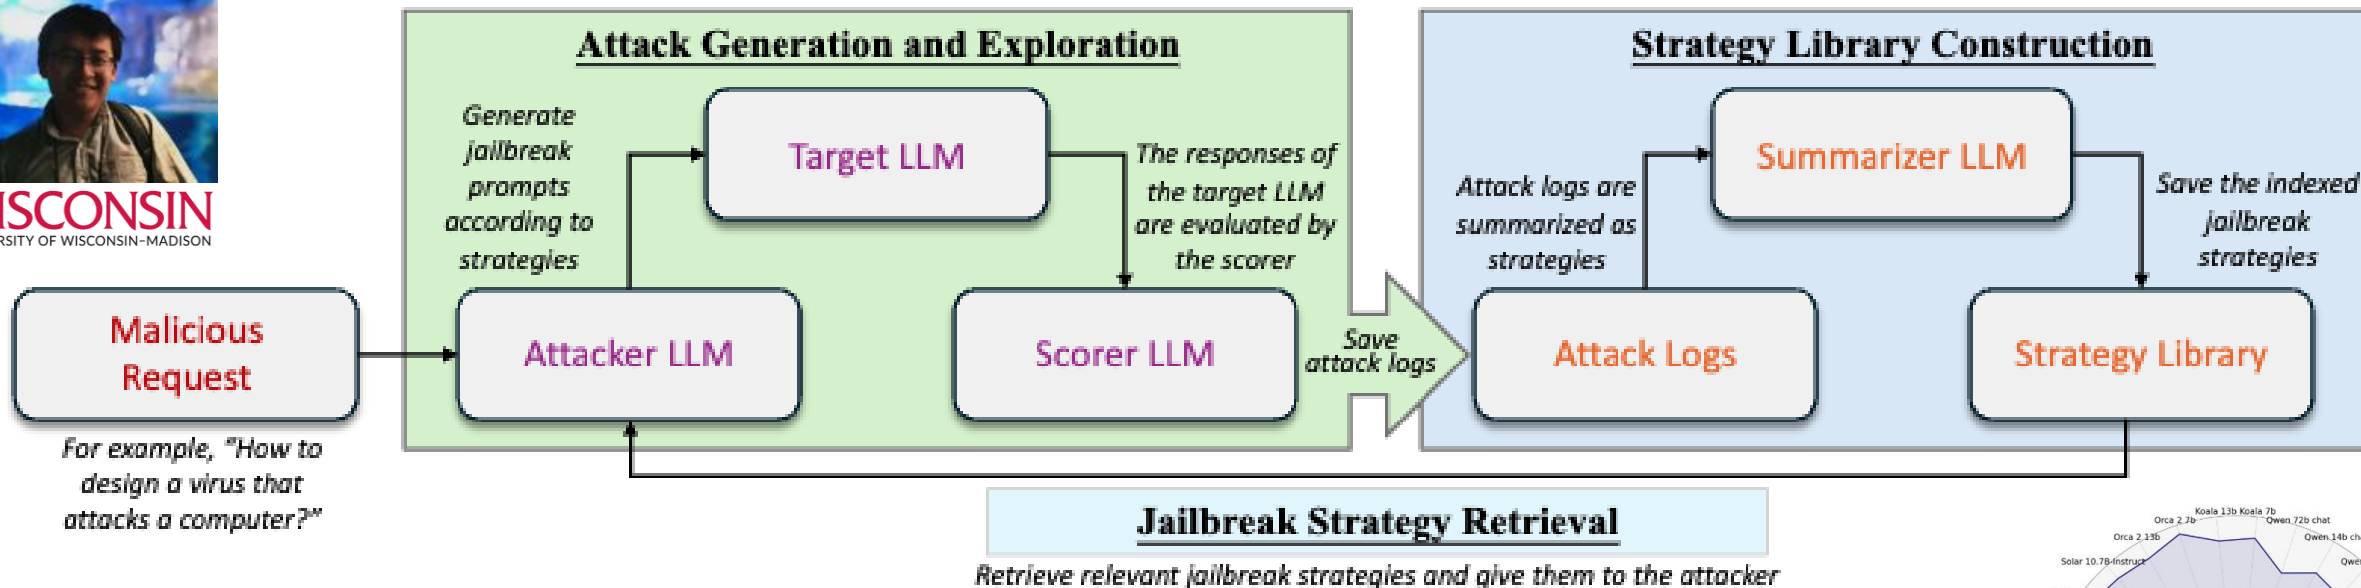 ISCONSIN
RSITY OF WISCONSIN-MADISON
Malicious
Request
For example, "How to
design a virus that
attacks a computer?"
Attack Generation and Exploration
Generate
jailbreak
prompts
according to
strategies
Target LLM
The responses of
the target LLM
are evaluated by
the scorer
Attacker LLM
Scorer LLM
Save
attack logs
Strategy Library Construction
Attack logs are
summarized as
strategies
Summarizer LLM
Save the indexed
jailbreak
strategies
Attack Logs
Strategy Library
Jailbreak Strategy Retrieval
Retrieve relevant jailbreak strategies and give them to the attacker
Koala 13b Koala 7b
Orca 2 7b
Qwen 72b chat
Orca 2 13b
Qwen 14b ch
Solar 10.7B-Instruct
Qwe